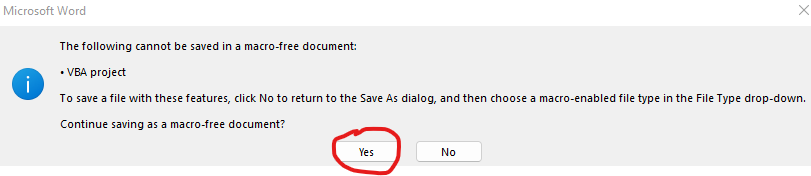 Microsoft Word
The following cannot be saved in a macro-free document:
• VBA project
To save a file with these features, click No to return to the Save As dialog, and then choose a macro-enabled file type in the File Type drop-down.
Continue saving as a macro-free document?
Yes No